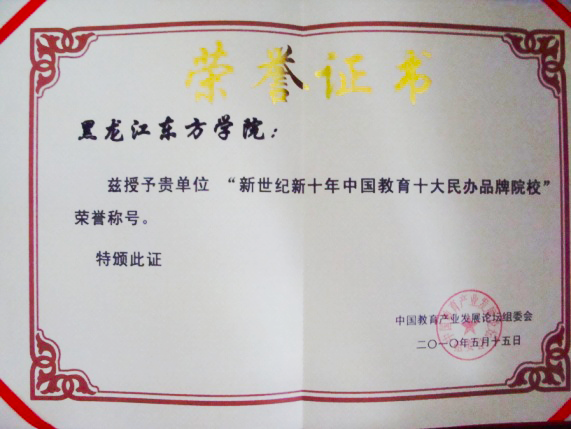 荣誉证书
黑龙江东方学院：
兹授予贵单位 “新世纪新十年中国教育十大民办品牌院校”
荣誉称号。
特颁此证
中国教育产业发展论坛组委会
二〇一〇年五月十五日